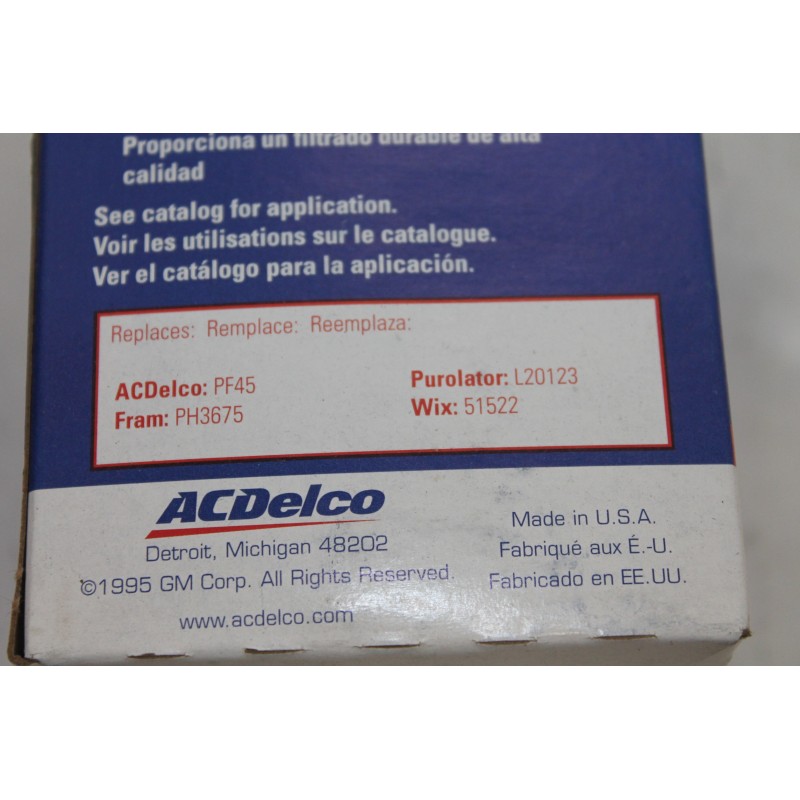 Proporciona un filtrado durable de alta
calidad
See catalog for application.
Voir les utilisations sur le catalogue.
Ver el catálogo para la aplicación.
Replaces: Remplace: Reemplaza:
ACDelco: PF45 Purolator: L20123
Fram: PH3675 Wix: 51522
ACDelco
Detroit, Michigan 48202
©1995 GM Corp. All Rights Reserved.
www.acdelco.com
Made in U.S.A.
Fabriqué aux É.-U.
Fabricado en EE.UU.